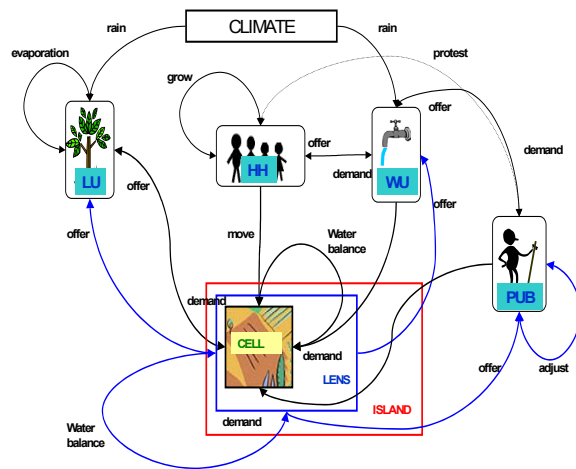 CLIMATE
rain
rain
evaporation
protest
grow
offer
offer
demand
HH
demand
WU
LU
offer
offer
offer
move
Water
balance
PUB
demand
CELL
demand
LENS
offer
adjust
ISLAND
demand
Water
balance